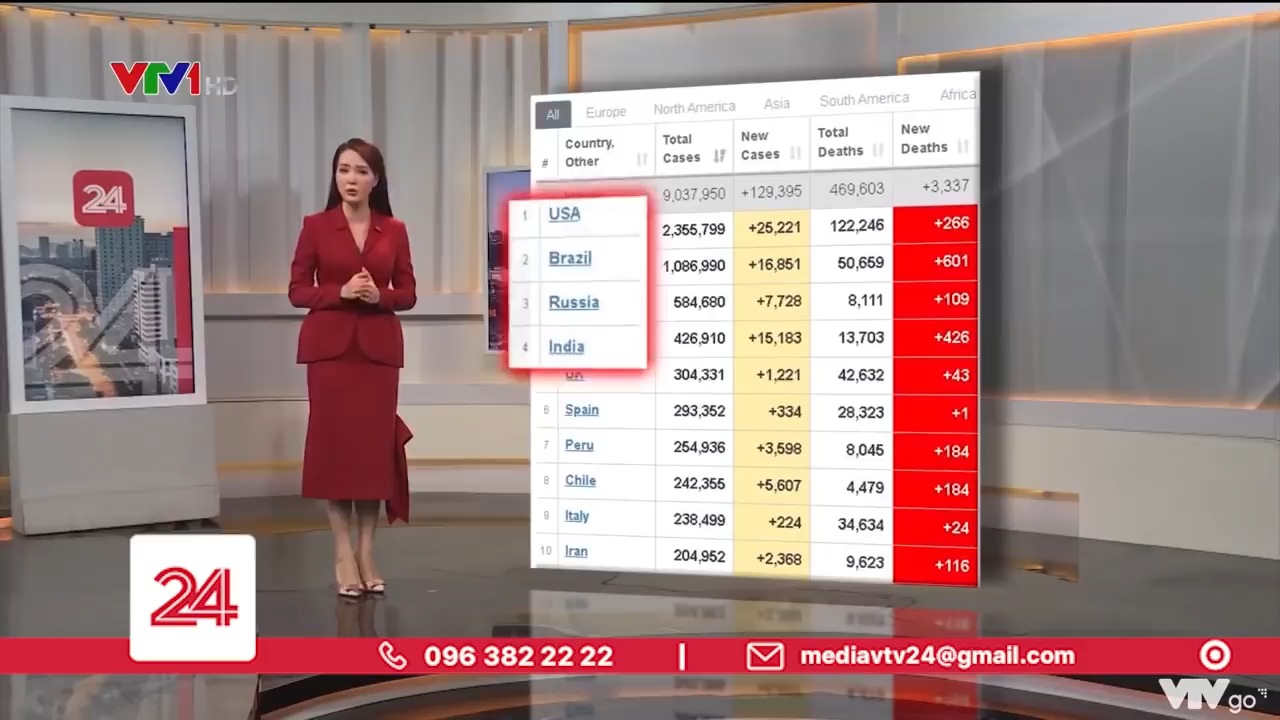 VTV1 HD
24
All Europe North America Asia South America Africa
# Country, Other Total Cases New Cases Total Deaths New Deaths
9,037,950 +129,395 469,603 +3,337
1 USA 2,355,799 +25,221 122,246 +266
2 Brazil 1,086,990 +16,851 50,659 +601
3 Russia 584,680 +7,728 8,111 +109
4 India 426,910 +15,183 13,703 +426
304,331 +1,221 42,632 +43
6 Spain 293,352 +334 28,323 +1
7 Peru 254,936 +3,598 8,045 +184
8 Chile 242,355 +5,607 4,479 +184
9 Italy 238,499 +224 34,634 +24
10 Iran 204,952 +2,368 9,623 +116
24
096 382 22 22 | mediavtv24@gmail.com
VTV go